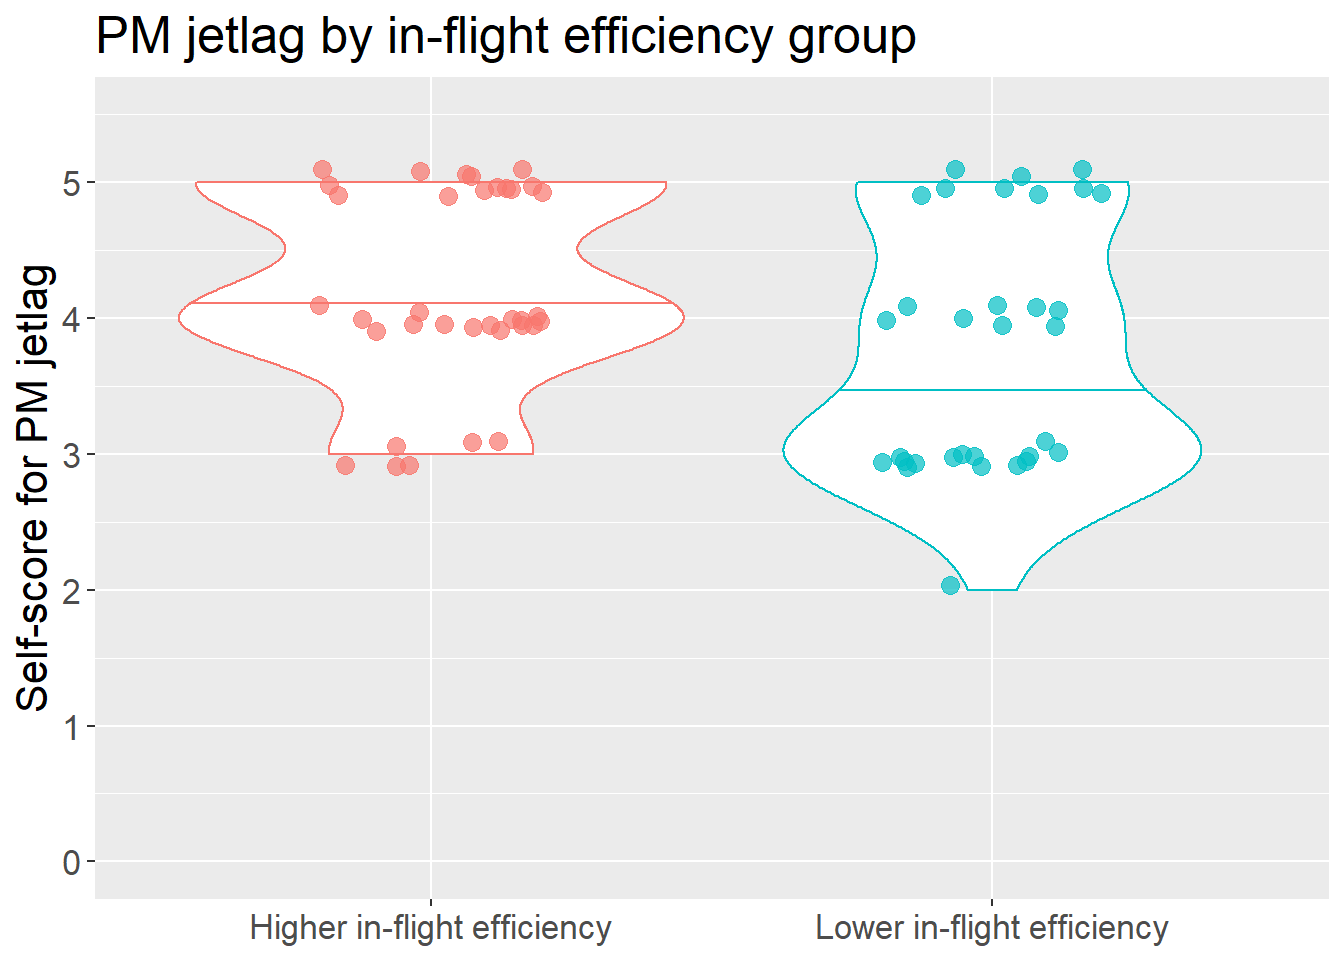 PM jetlag by in-flight efficiency group
Self-score for PM jetlag
5
4
3
2
1
0
Higher in-flight efficiency
Lower in-flight efficiency